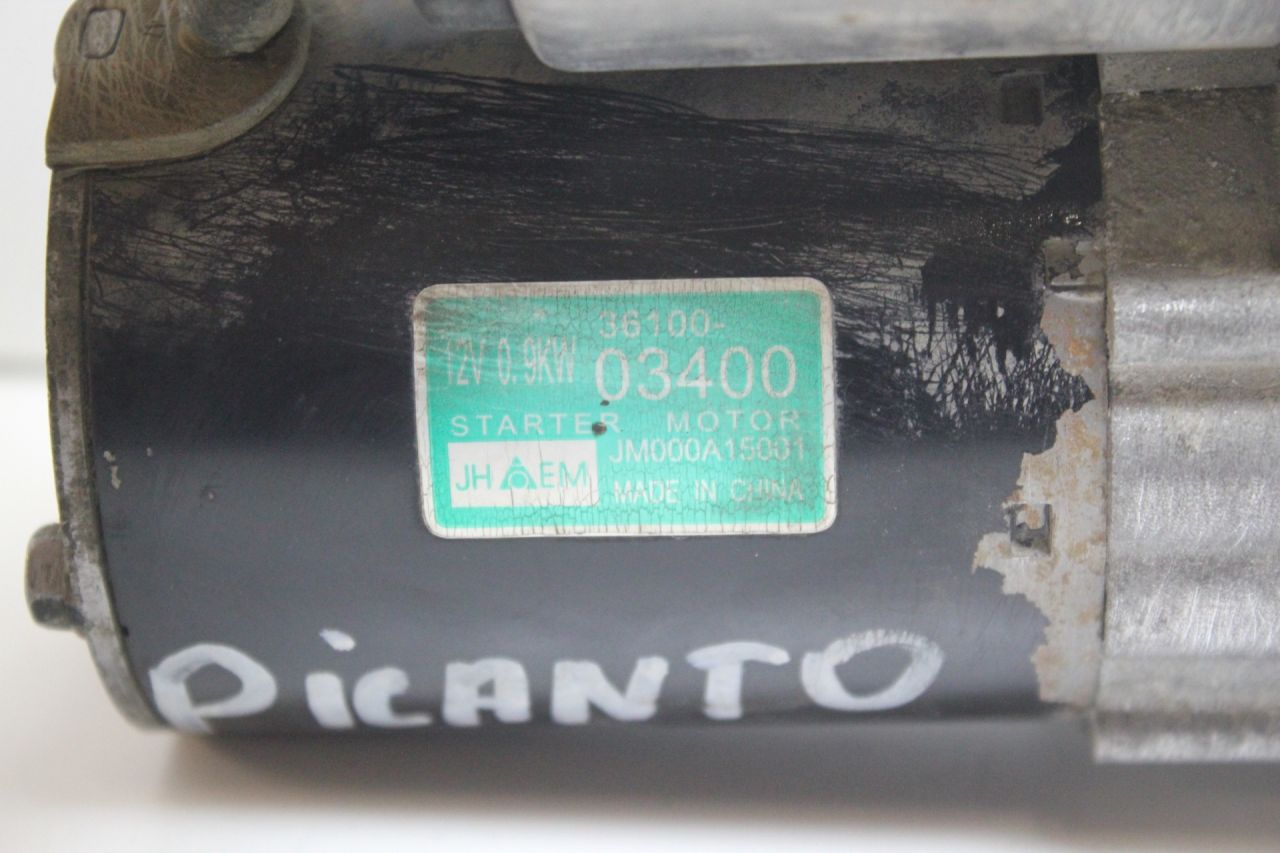 36100-
12V 0.9KW 03400
STARTER MOTOR
JH EM JM000A15001
MADE IN CHINA
PiCANTO